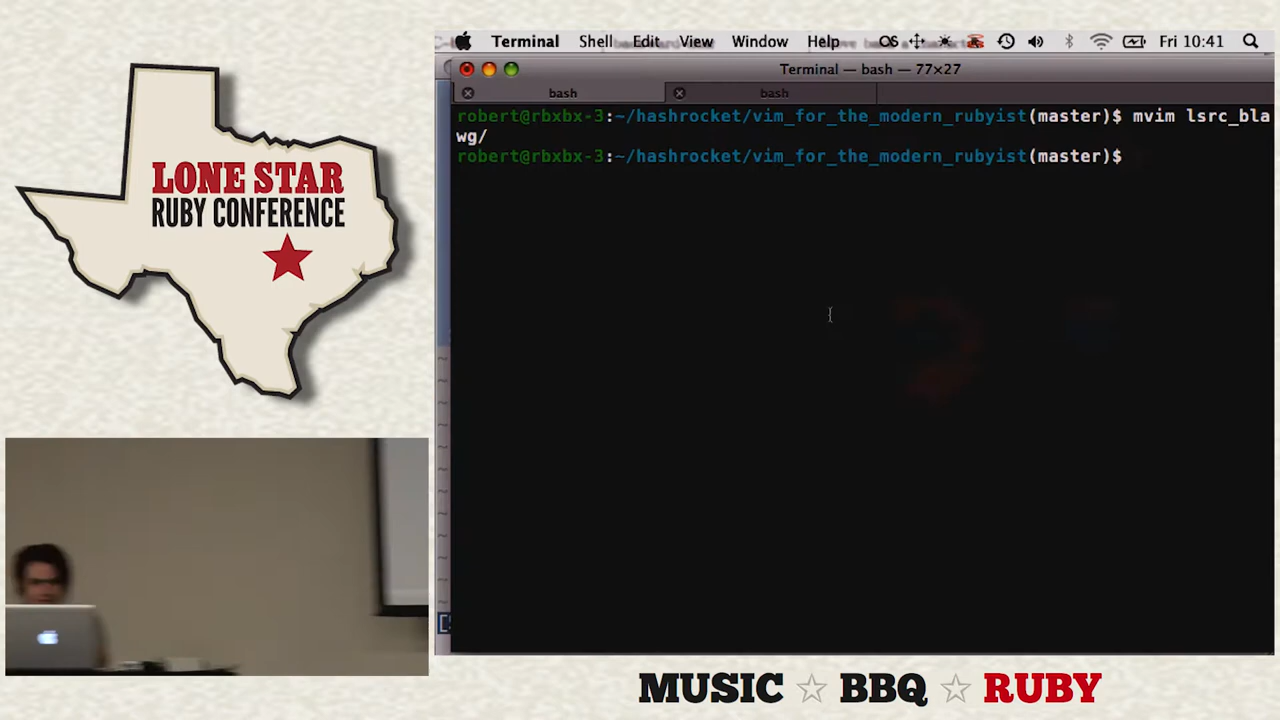 LONE STAR
RUBY CONFERENCE
Terminal Shell Edit View Window Help Fri 10:41
Terminal — bash — 77×27
bash bash
robert@rbxbx-3:~/hashrocket/vim_for_the_modern_rubyist(master)$ mvim lsrc_bla
wg/
robert@rbxbx-3:~/hashrocket/vim_for_the_modern_rubyist(master)$
MUSIC ☆ BBQ ☆ RUBY